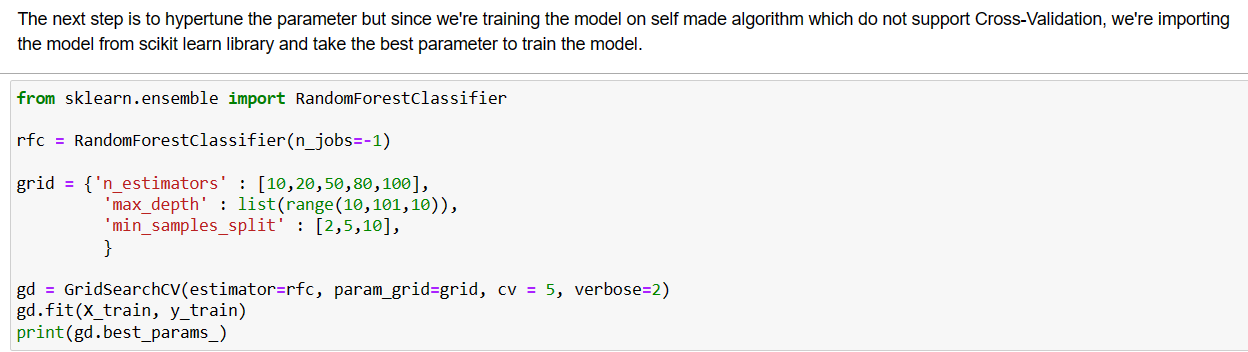 The next step is to hypertune the parameter but since we're training the model on self made algorithm which do not support Cross-Validation, we're importing
the model from scikit learn library and take the best parameter to train the model.
from sklearn.ensemble import RandomForestClassifier
rfc = RandomForestClassifier(n_jobs=-1)
grid = {'n_estimators' : [10,20,50,80,100],
'max_depth' : list(range(10,101,10)),
'min_samples_split' : [2,5,10],
}
gd = GridSearchCV(estimator=rfc, param_grid=grid, cv = 5, verbose=2)
gd.fit(X_train, y_train)
print(gd.best_params_)